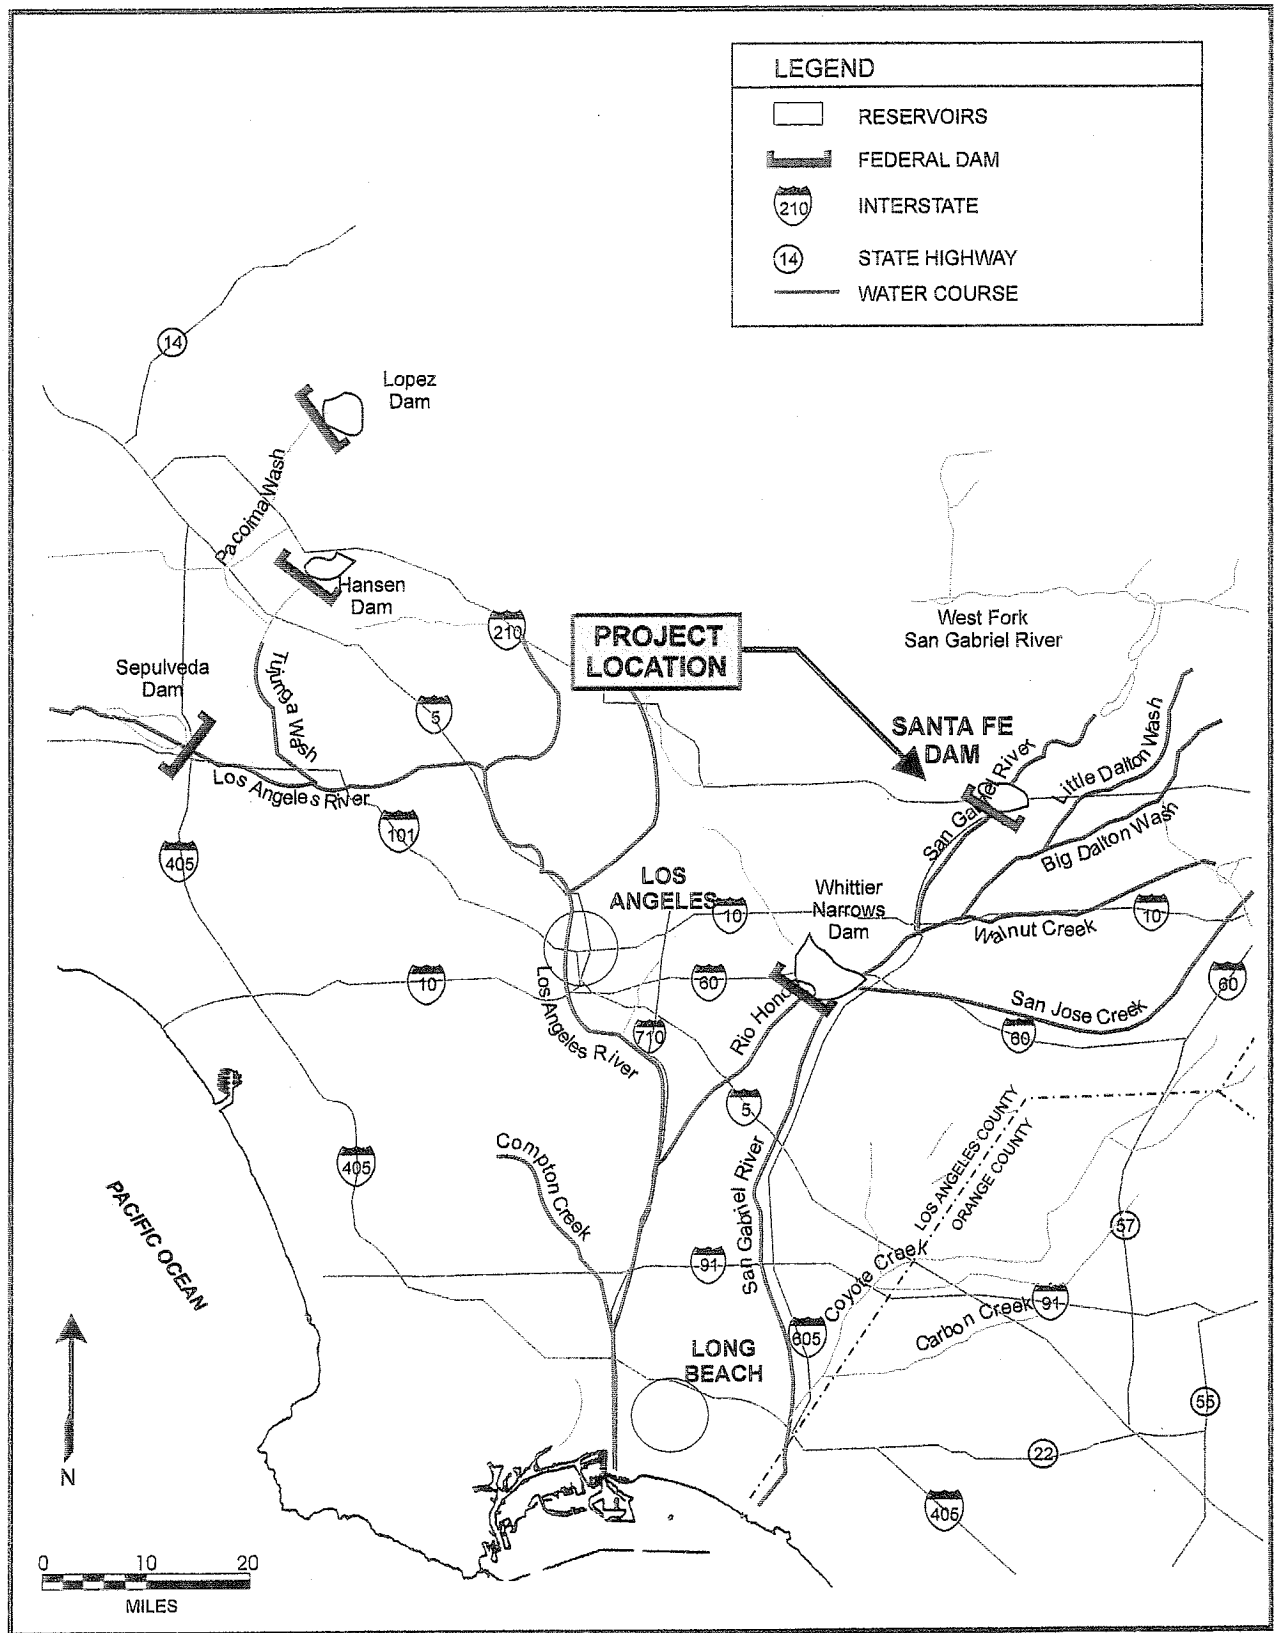 LEGEND
RESERVOIRS
FEDERAL DAM
210
INTERSTATE
14
STATE HIGHWAY
WATER COURSE
14
Lopez
Dam
Pacoima Wash
Hansen
Dam
210
PROJECT
LOCATION
West Fork
San Gabriel River
Sepulveda
Dam
Tujunga Wash
5
SANTA FE
DAM
San Gabriel River
Little Dalton Wash
Big Dalton Wash
Los Angeles River
101
405
LOS
ANGELES
10
Whittier
Narrows
Dam
10
Walnut Creek
10
60
60
Los Angeles River
710
Rio Hondo
San Jose Creek
60
5
Compton Creek
405
San Gabriel River
LOS ANGELES COUNTY
ORANGE COUNTY
PACIFIC OCEAN
57
91
Coyote Creek
91
Carbon Creek
605
LONG
BEACH
55
22
405
N
0 10 20
MILES